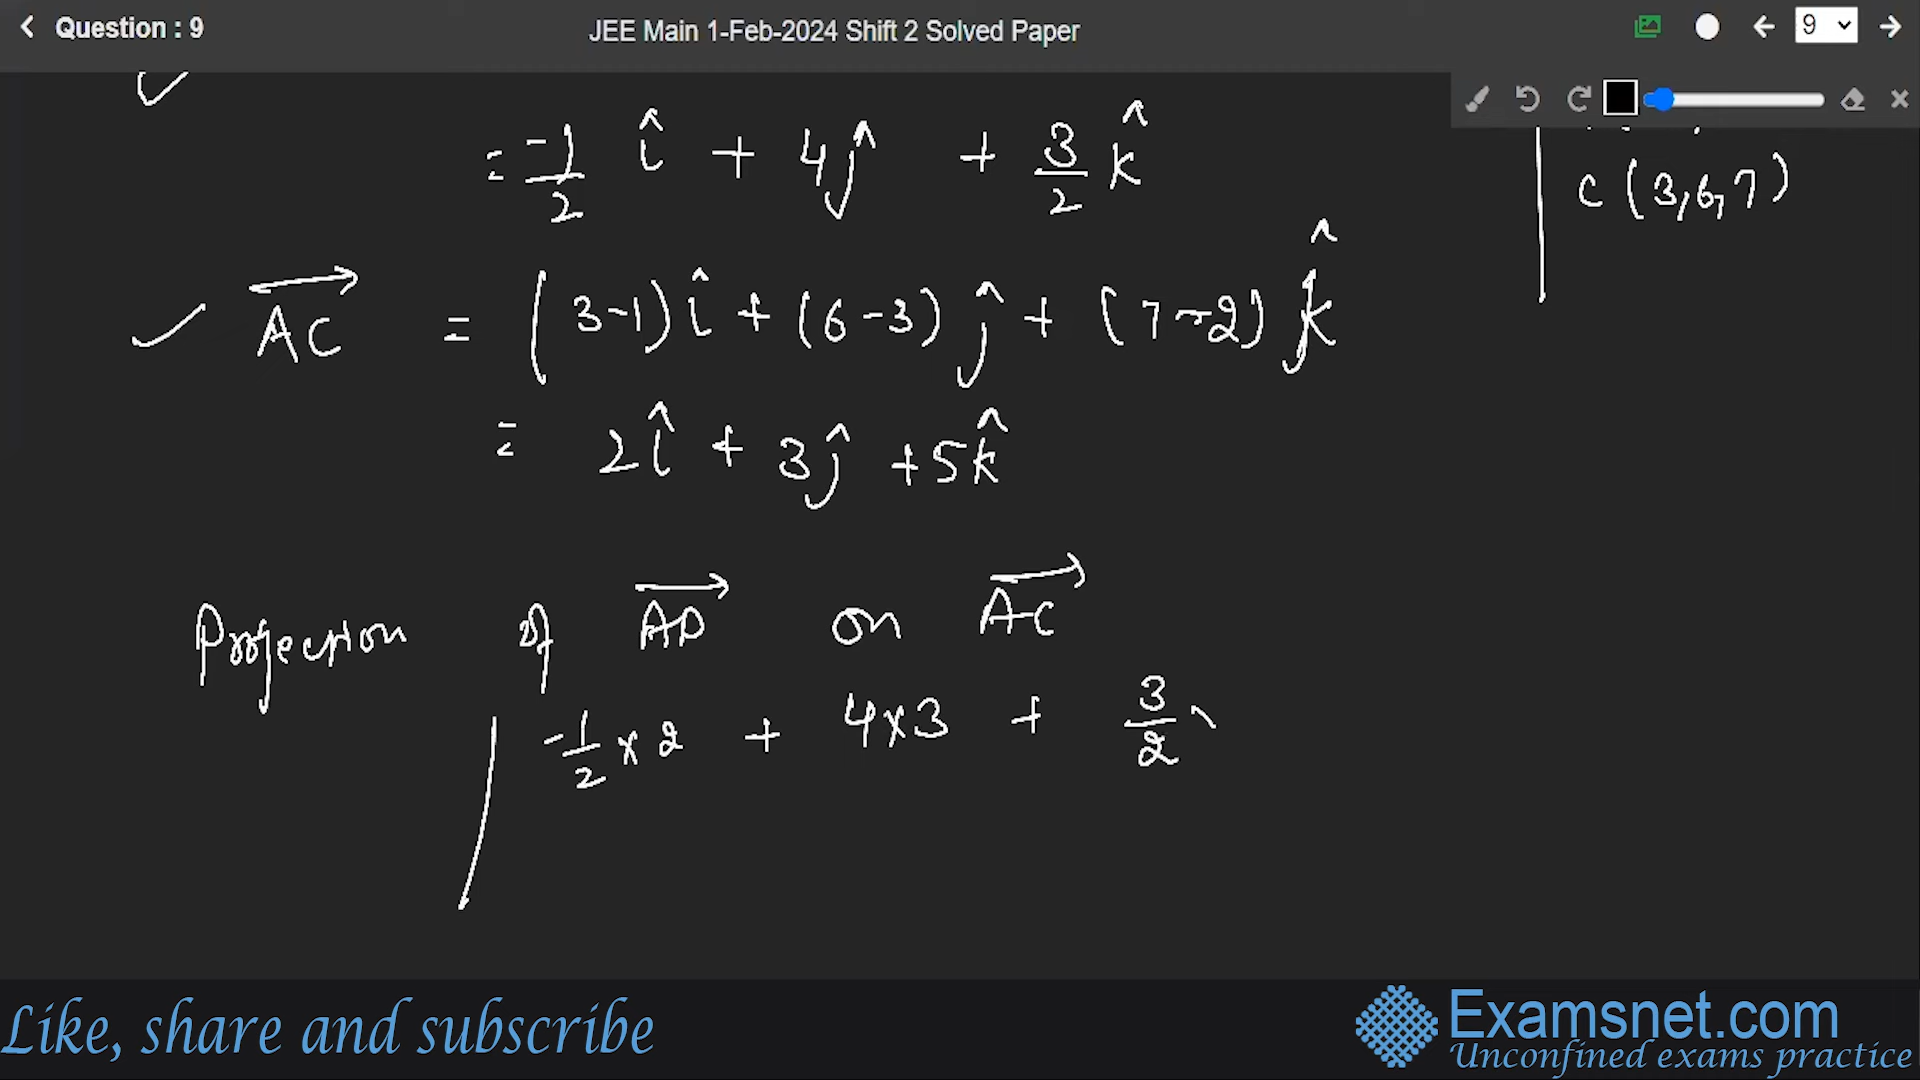 Question : 9
JEE Main 1-Feb-2024 Shift 2 Solved Paper
9
= -1/2 î + 4ĵ + 3/2 k̂
C (3,6,7)
AC = (3-1)î + (6-3)ĵ + (7-2)k̂
= 2î + 3ĵ + 5k̂
Projection of AD on AC
-1/2 × 2 + 4×3 + 3/2
Like, share and subscribe
Examsnet.com
Unconfined exams practice